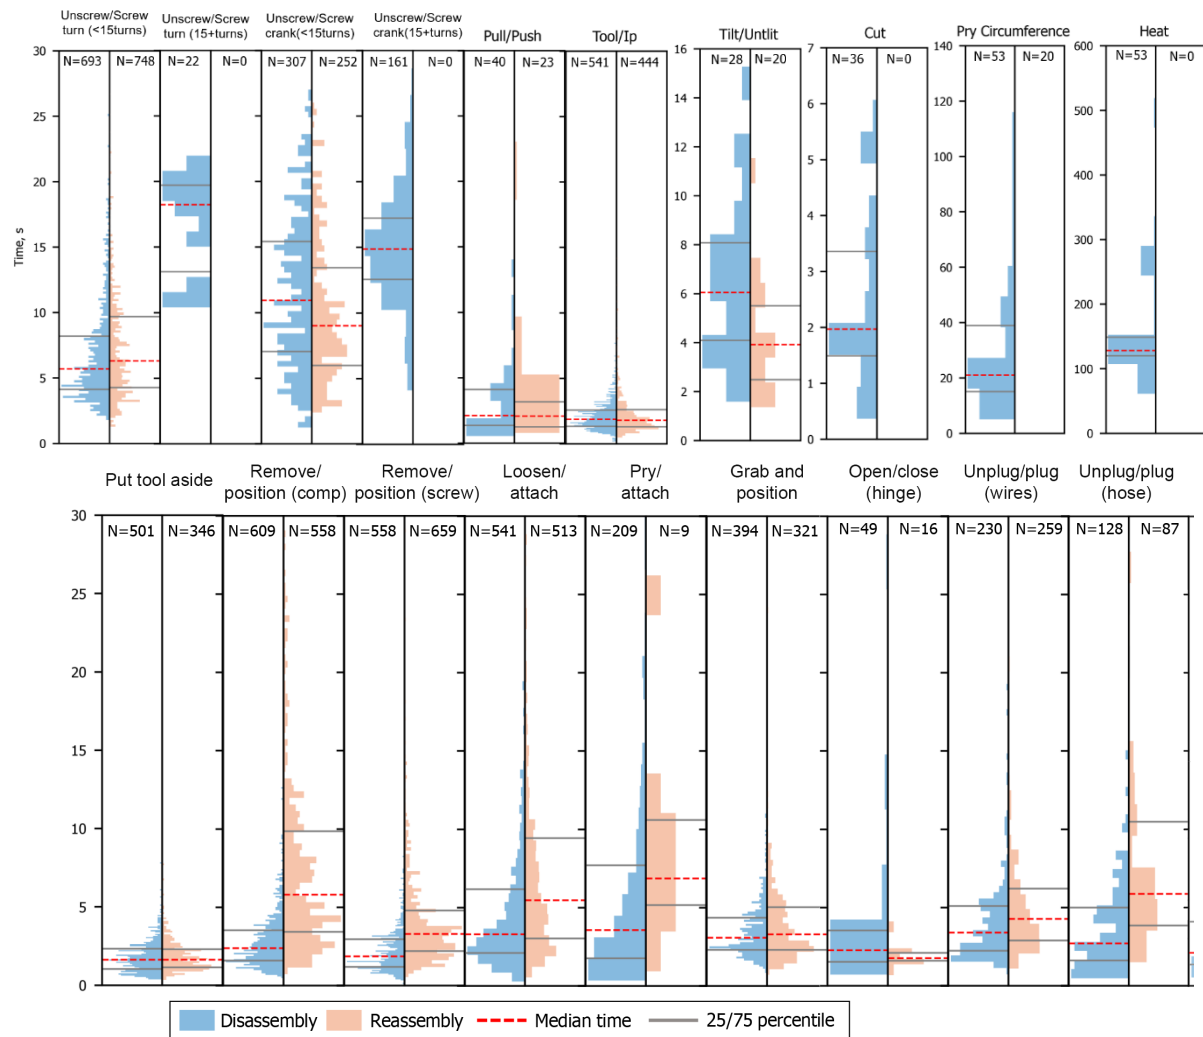 Unscrew/Screw
turn (<15turns)
Unscrew/Screw
turn (15+turns)
Unscrew/Screw
crank(<15turns)
Unscrew/Screw
crank(15+turns)
Pull/Push
Tool/Ip
Tilt/Untlit
Cut
Pry Circumference
Heat
Time, s
30
25
20
15
10
5
0
N=693 N=748
N=22 N=0
N=307 N=252
N=161 N=0
N=40 N=23
N=541 N=444
16
14
12
10
8
6
4
2
0
N=28 N=20
7
6
5
4
3
2
1
0
N=36 N=0
140
120
100
80
60
40
20
0
N=53 N=20
600
500
400
300
200
100
0
N=53 N=0
Put tool aside
Remove/
position (comp)
Remove/
position (screw)
Loosen/
attach
Pry/
attach
Grab and
position
Open/close
(hinge)
Unplug/plug
(wires)
Unplug/plug
(hose)
30
25
20
15
10
5
0
N=501 N=346
N=609 N=558
N=558 N=659
N=541 N=513
N=209 N=9
N=394 N=321
N=49 N=16
N=230 N=259
N=128 N=87
Disassembly Reassembly Median time 25/75 percentile